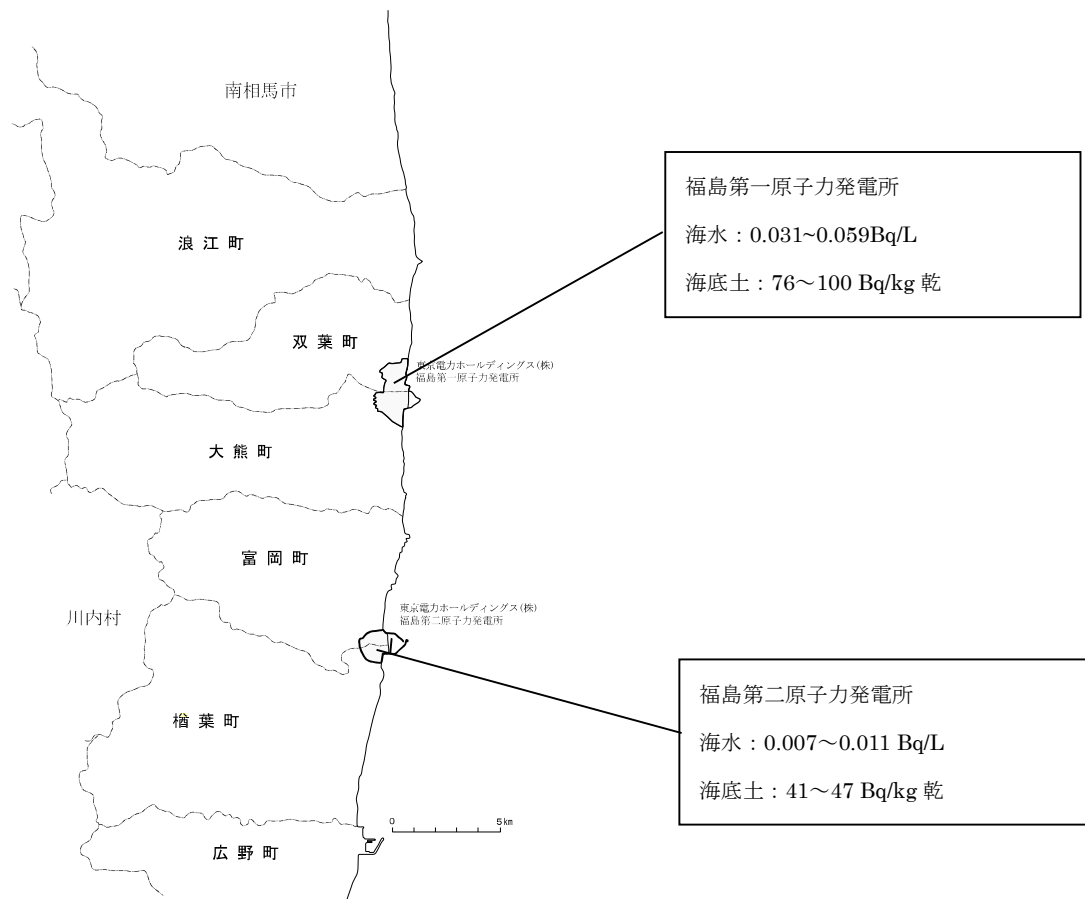 南相馬市
福島第一原子力発電所
海水：0.031~0.059Bq/L
海底土：76～100 Bq/kg 乾
浪江町
双葉町
東京電力ホールディングス(株)
福島第一原子力発電所
大熊町
富岡町
川内村
東京電力ホールディングス(株)
福島第二原子力発電所
福島第二原子力発電所
海水：0.007～0.011 Bq/L
海底土：41～47 Bq/kg 乾
楢葉町
0 5km
広野町